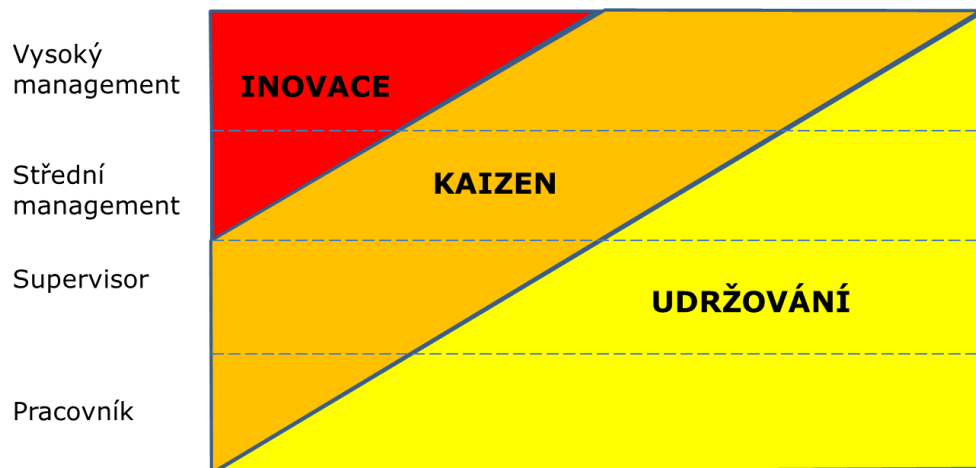 Vysoký
management
INOVACE
Střední
management
KAIZEN
Supervisor
UDRŽOVÁNÍ
Pracovník